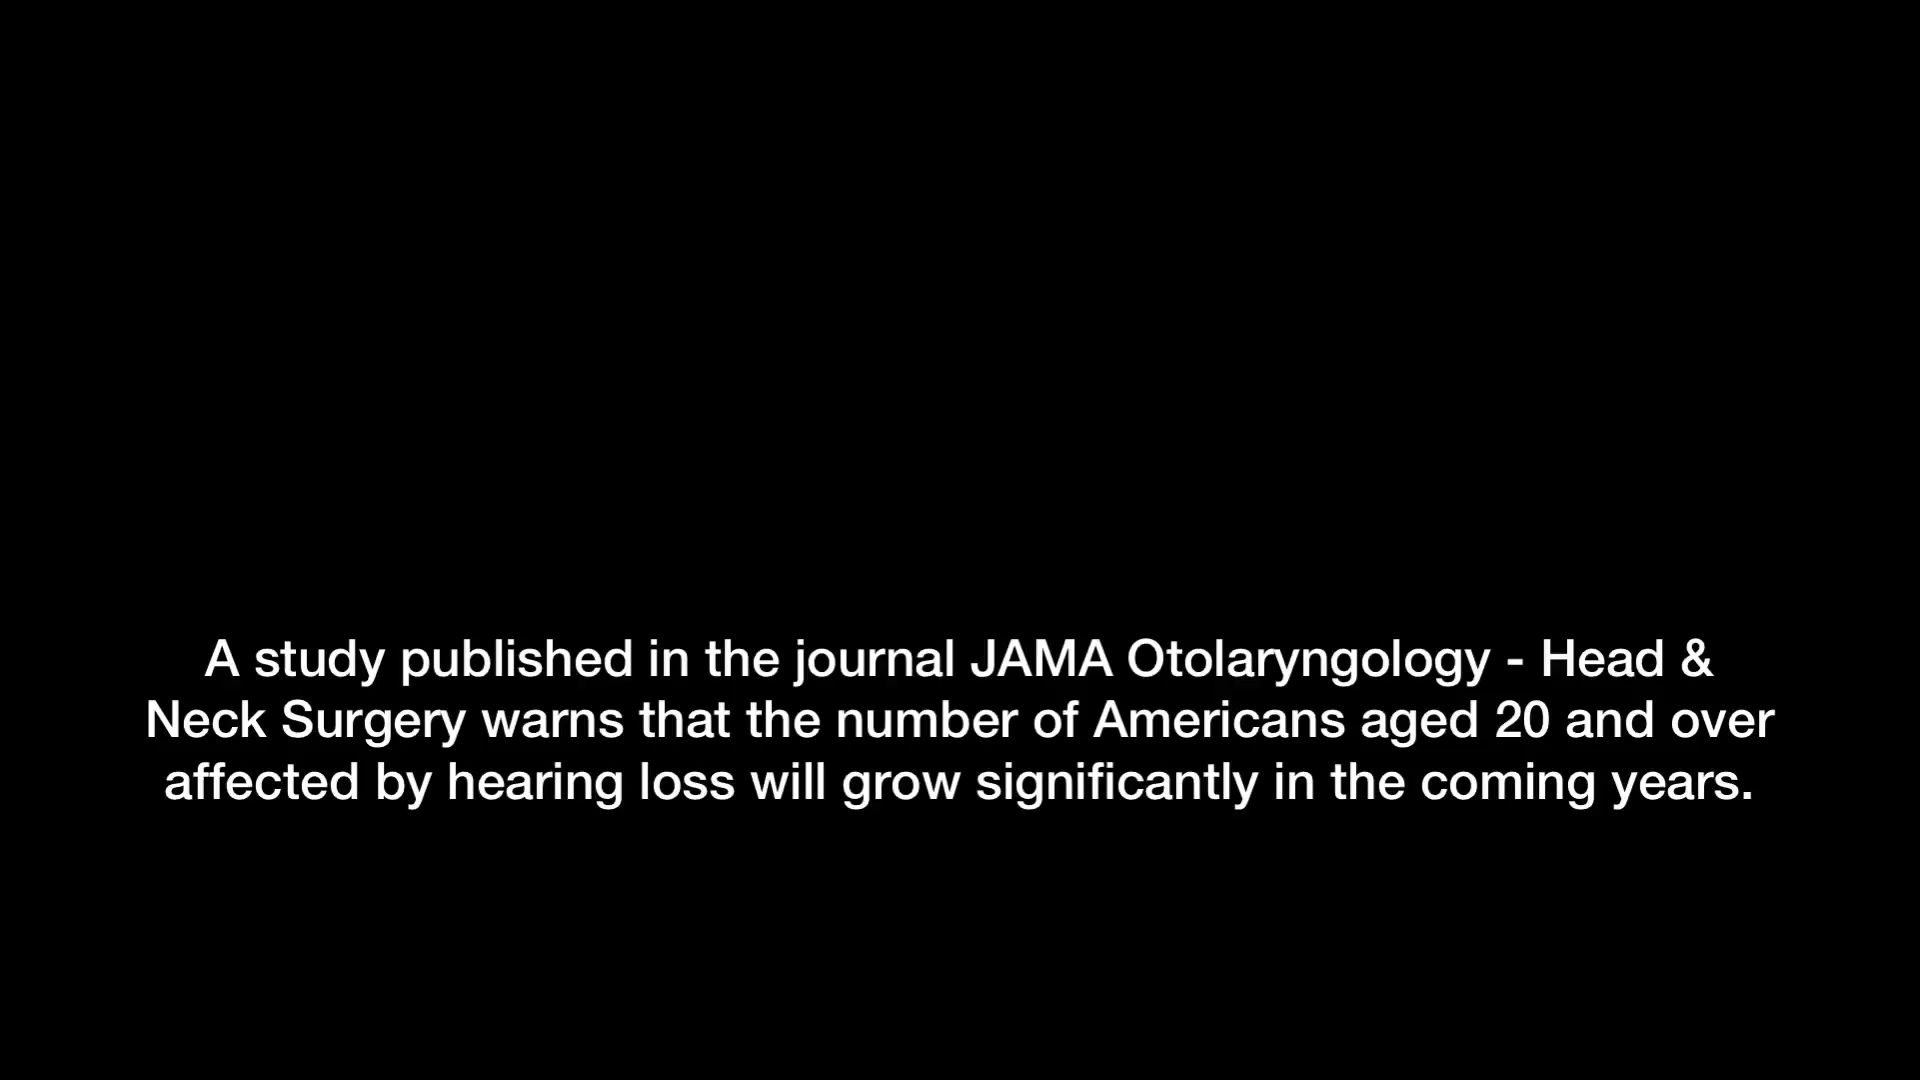 A study published in the journal JAMA Otolaryngology - Head &
Neck Surgery warns that the number of Americans aged 20 and over
affected by hearing loss will grow significantly in the coming years.